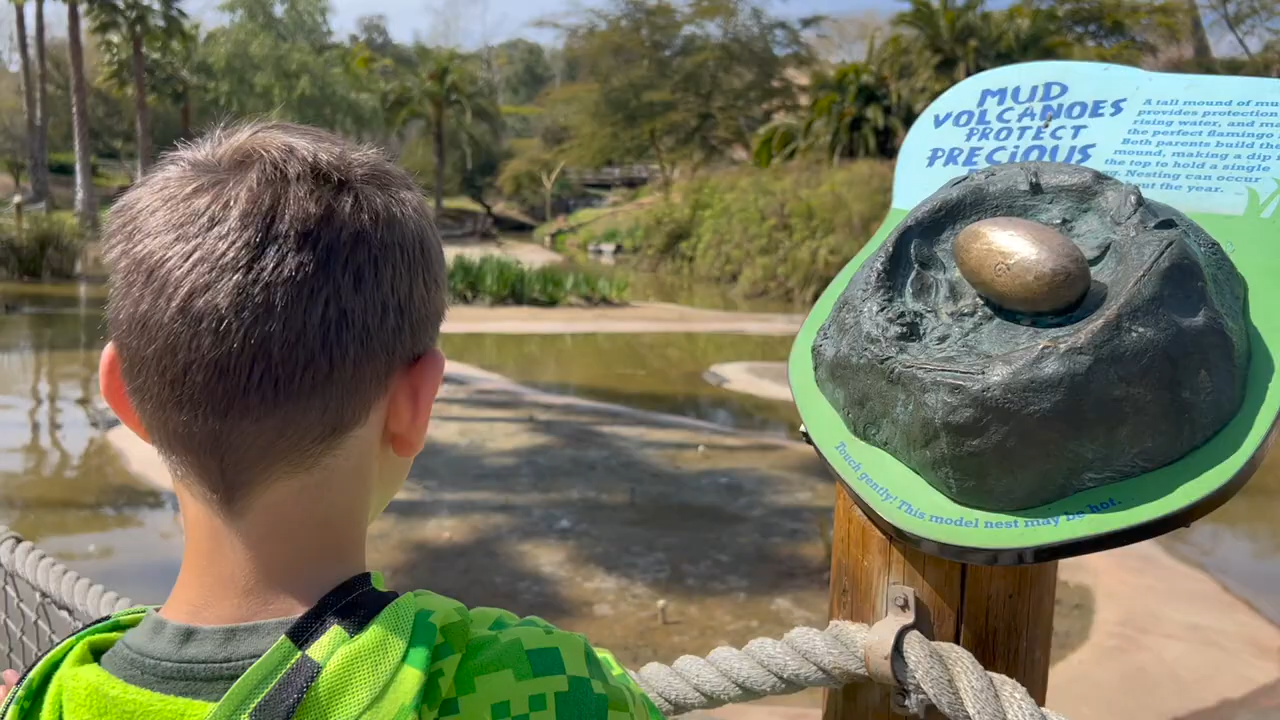 MUD
VOLCANOES
PROTECT
PRECIOUS
A tall mound of
provides protection
rising water, and
the perfect flamingo
Both parents build the
mound, making a dip
the top to hold a single
Nesting can occur
the year.
Touch gently! This model nest may be hot.